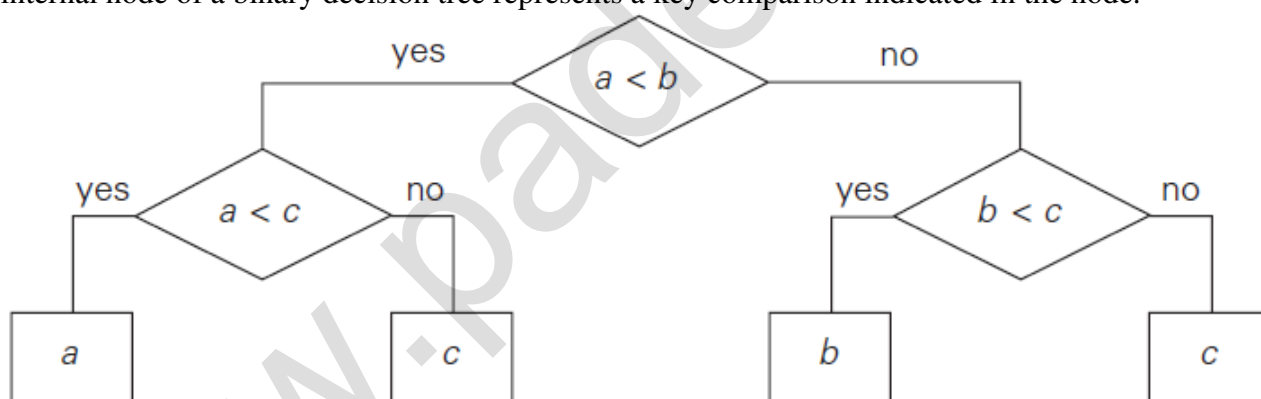 internal node of a binary decision tree represents a key comparison indicated in the node.
yes
a < b
no
yes
a < c
no
yes
b < c
no
a
c
b
c
w.pade